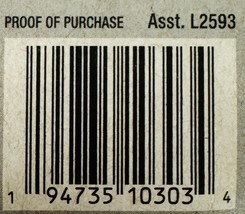 PROOF OF PURCHASE Asst. L2593
1 94735 10303 4